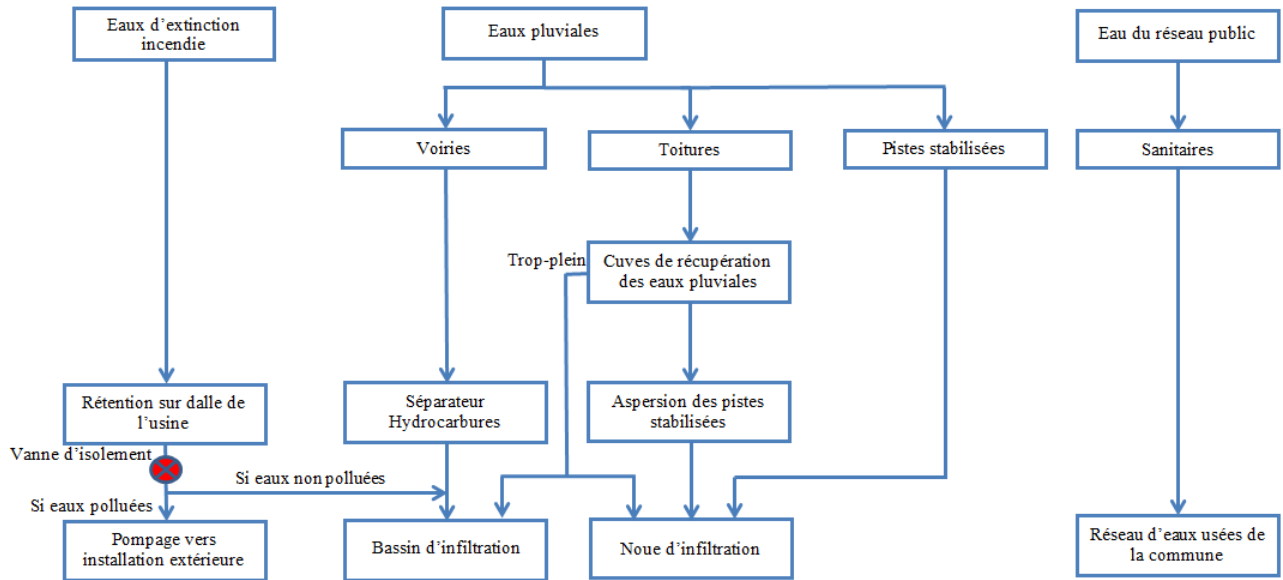 Eaux d'extinction
incendie
Eaux pluviales
Eau du réseau public
Voiries
Toitures
Pistes stabilisées
Sanitaires
Trop-plein
Cuves de récupération
des eaux pluviales
Rétention sur dalle de
l'usine
Séparateur
Hydrocarbures
Aspersion des pistes
stabilisées
Vanne d'isolement
Si eaux non polluées
Si eaux polluées
Pompage vers
installation extérieure
Bassin d'infiltration
Noue d'infiltration
Réseau d'eaux usées de
la commune